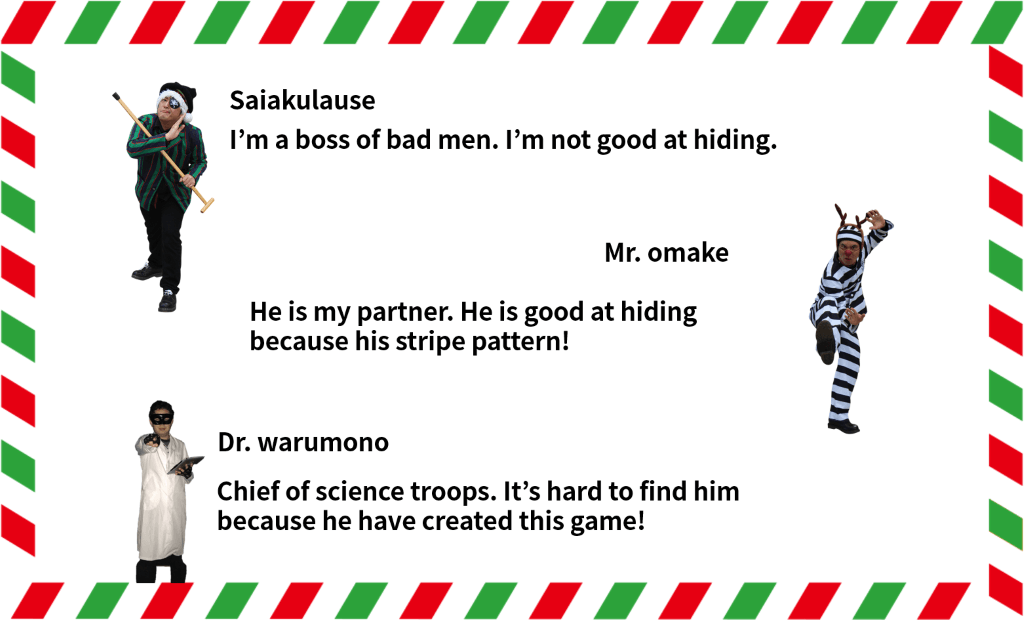 Saiakulause
I’m a boss of bad men. I’m not good at hiding.
Mr. omake
He is my partner. He is good at hiding
because his stripe pattern!
Dr. warumono
Chief of science troops. It’s hard to find him
because he have created this game!